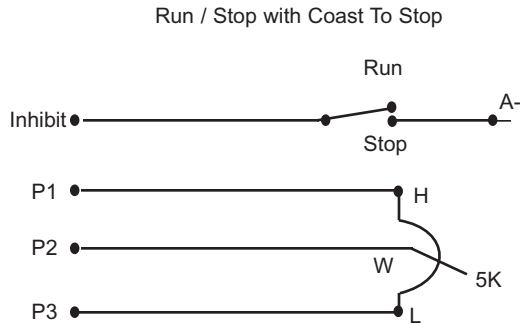 Run / Stop with Coast To Stop
Run
Inhibit
A-
Stop
P1
H
P2
W
5K
P3
L